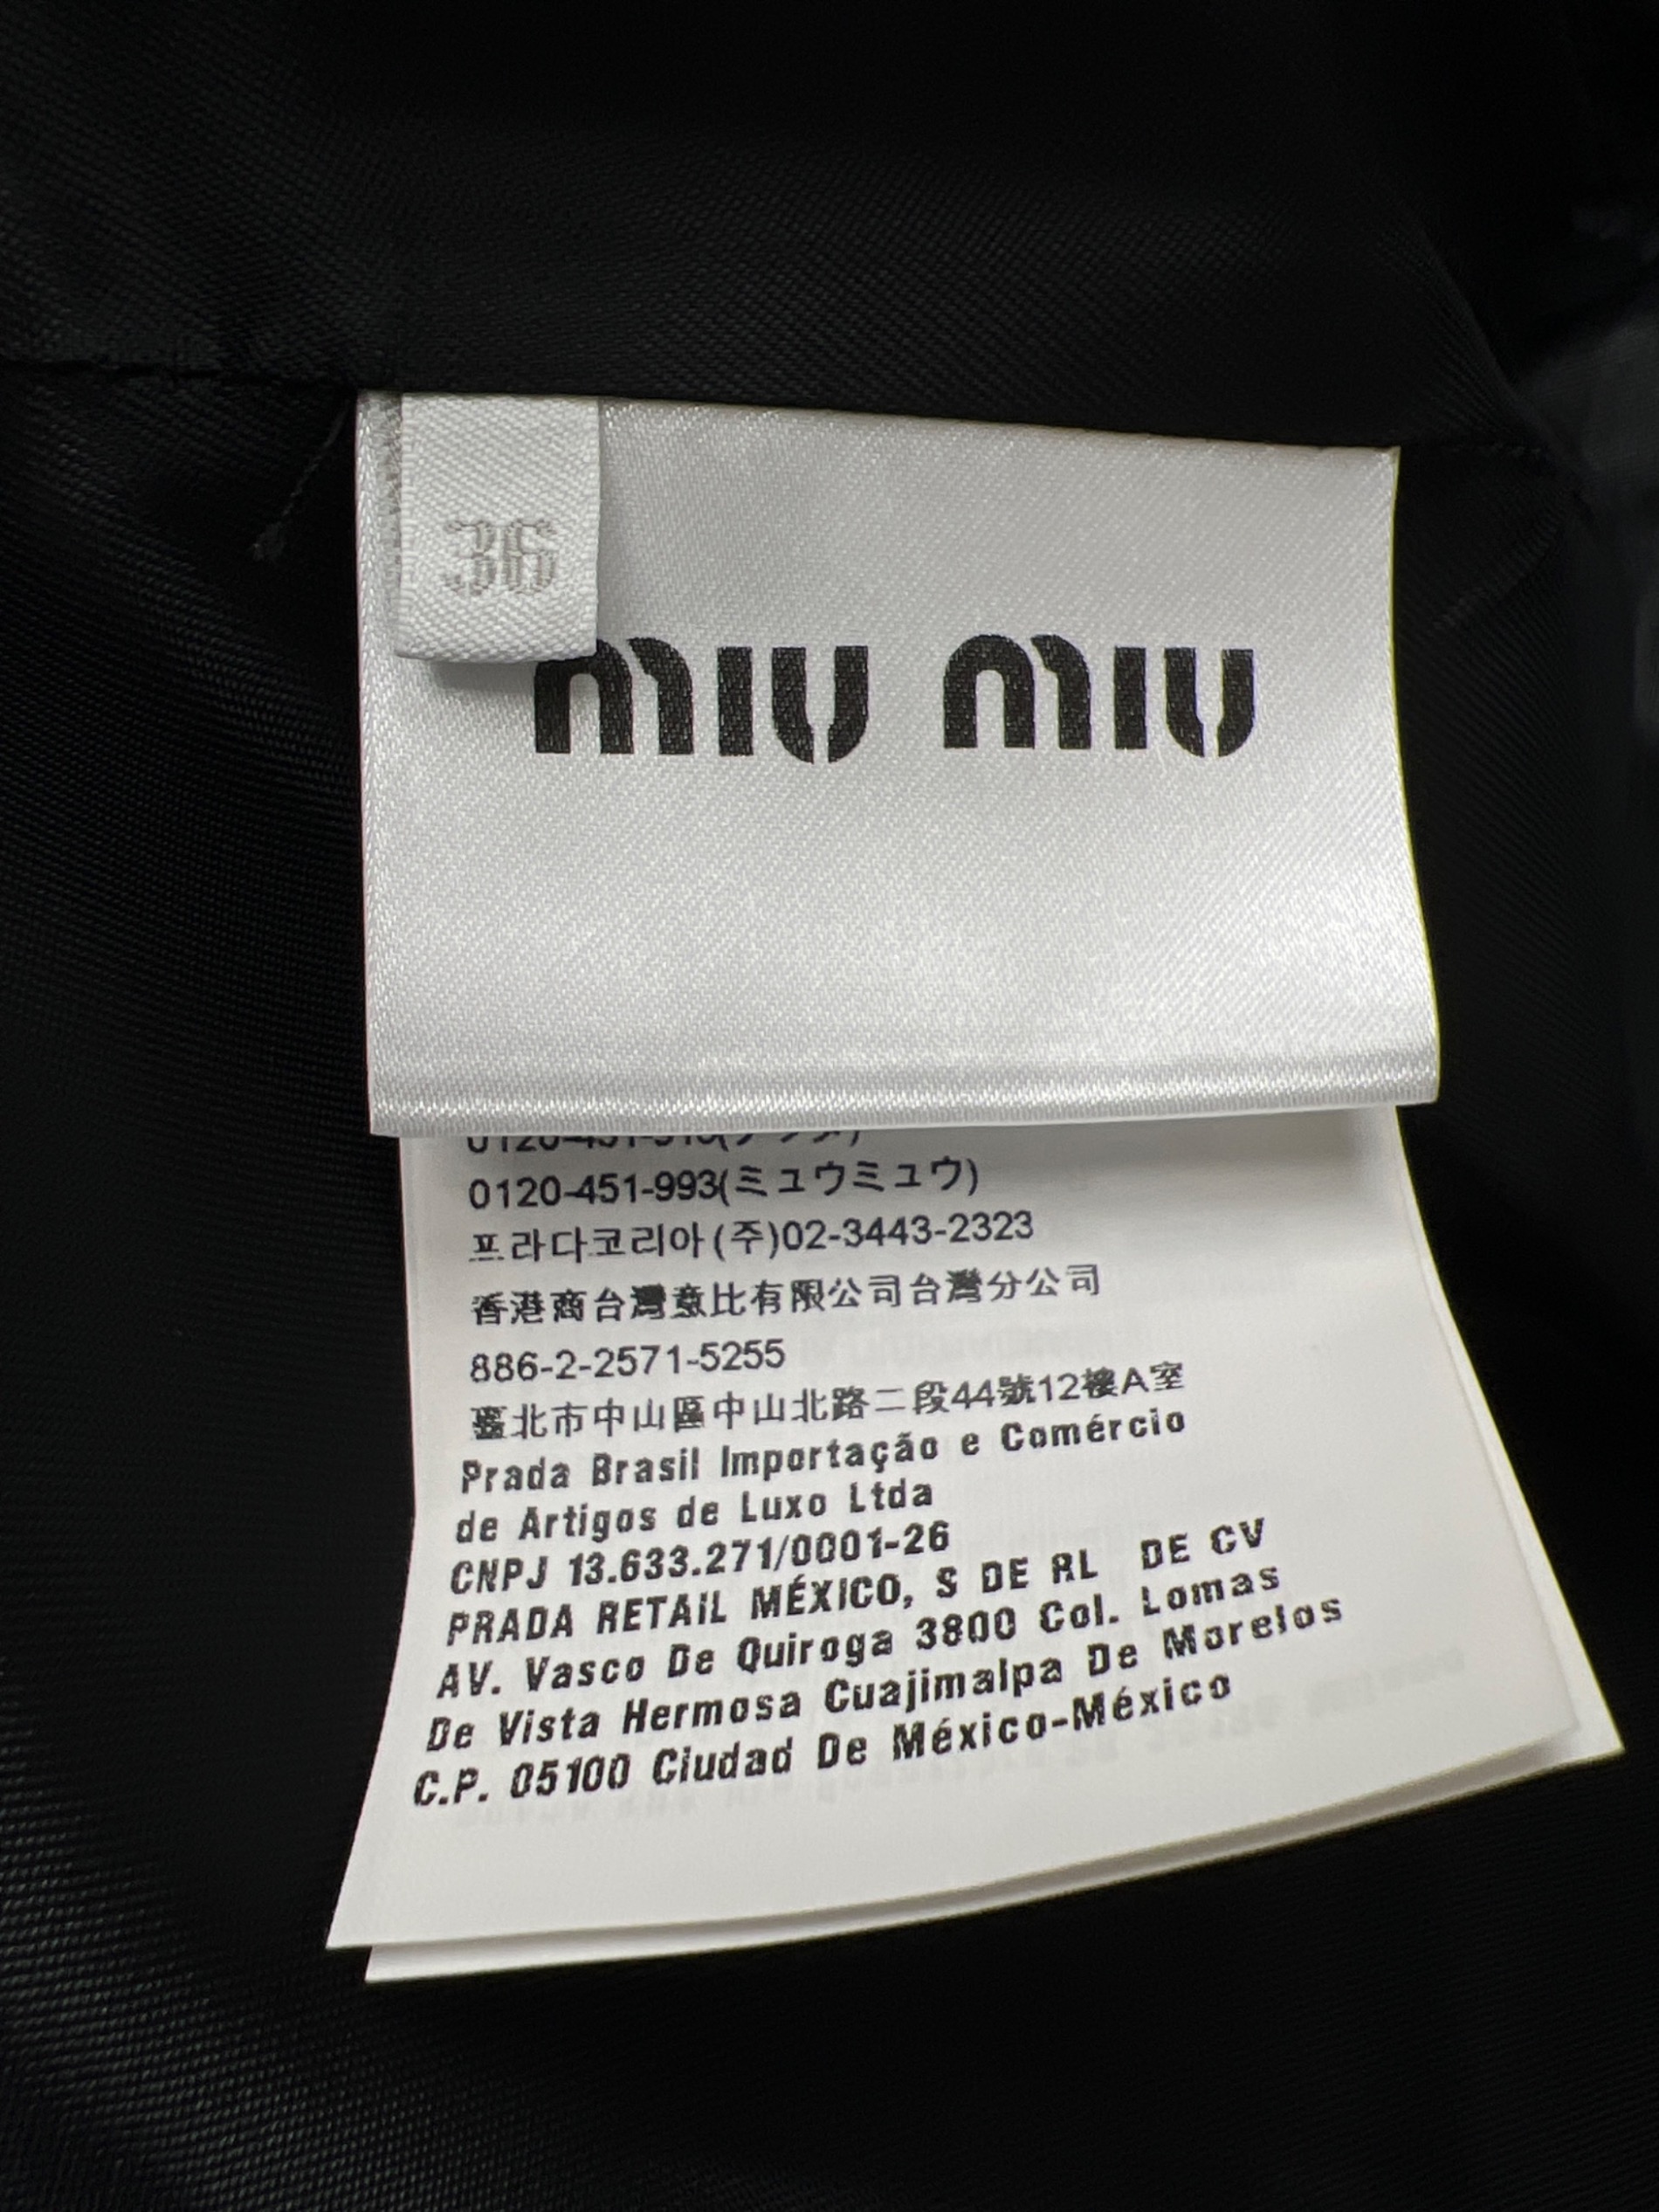 36
MIU MIU
0120-451-993(ミュウミュウ)
프라다코리아(주)02-3443-2323
香港商台灣意比有限公司台灣分公司
886-2-2571-5255
臺北市中山區中山北路二段44號12樓A室
Prada Brasil Importação e Comércio
de Artigos de Luxo Ltda
CNPJ 13.633.271/0001-26
PRADA RETAIL MÉXICO, S DE RL DE CV
AV. Vasco De Quiroga 3800 Col. Lomas
De Vista Hermosa Cuajimalpa De Morelos
C.P. 05100 Ciudad De México-México